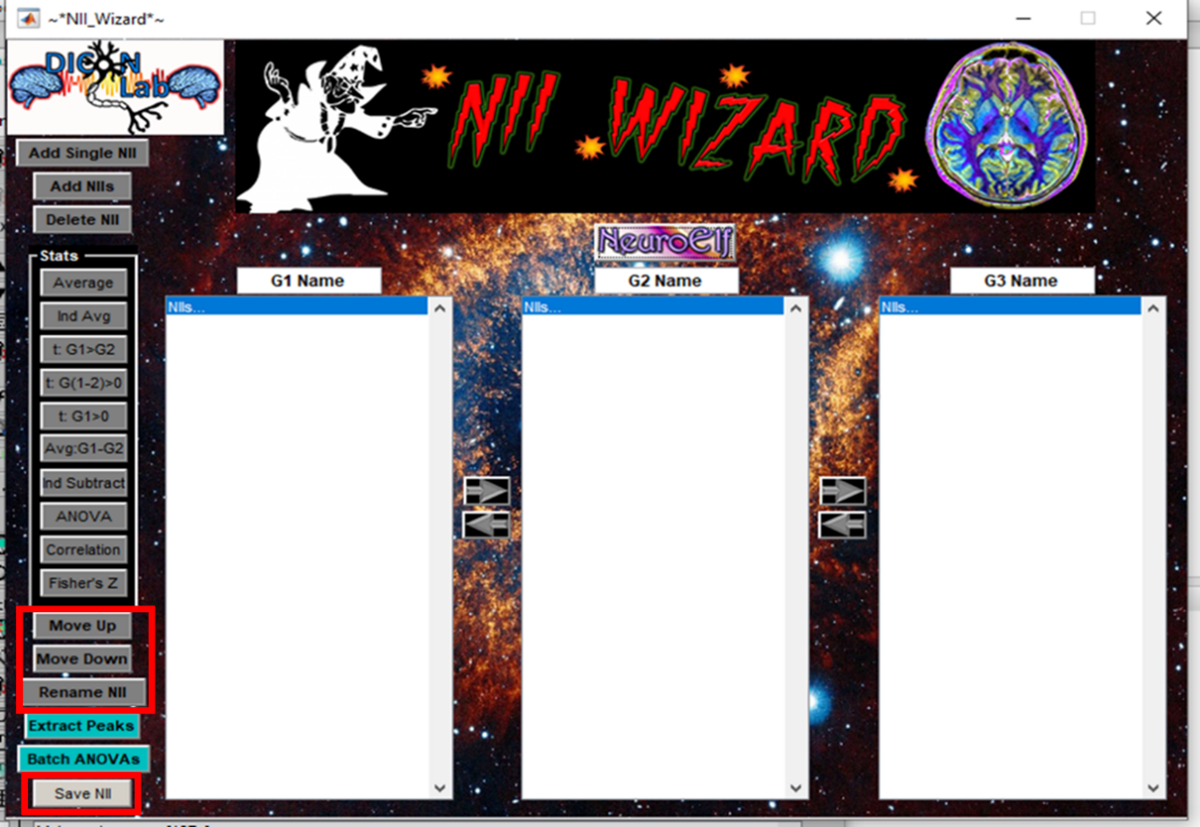 ~*NII_Wizard*~
DICON
Lab
NII WIZARD
Add Single NII
Add NIIs
Delete NII
NeuroElf
Stats
G1 Name
G2 Name
G3 Name
Average
NIIs...
NIIs...
NIIs...
Ind Avg
t: G1>G2
t: G(1-2)>0
t: G1>0
Avg:G1-G2
Ind Subtract
ANOVA
Correlation
Fisher's Z
Move Up
Move Down
Rename NII
Extract Peaks
Batch ANOVAs
Save NII